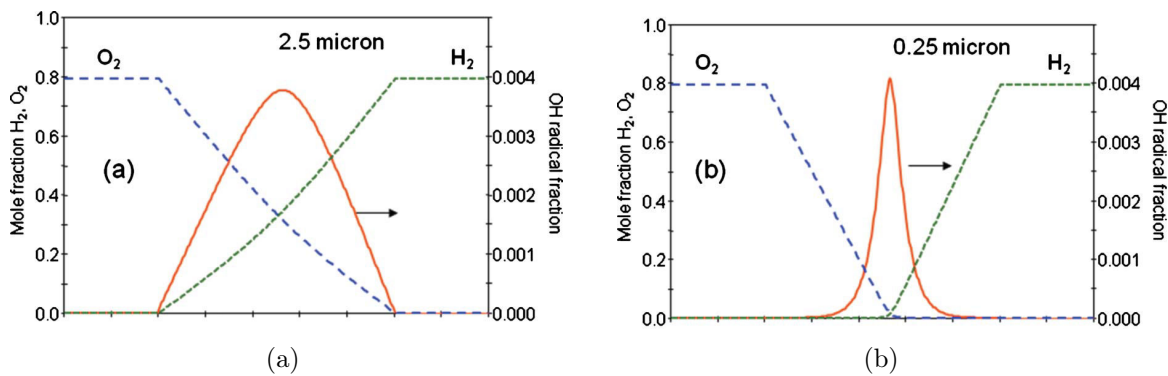 1.0
0.8
0.6
0.4
0.2
0.0
Mole fraction H2, O2
2.5 micron
O2
H2
(a)
0.004
0.003
0.002
0.001
0.000
OH radical fraction
(a)
1.0
0.8
0.6
0.4
0.2
0.0
Mole fraction H2, O2
0.25 micron
O2
H2
(b)
0.004
0.003
0.002
0.001
0.000
OH radical fraction
(b)